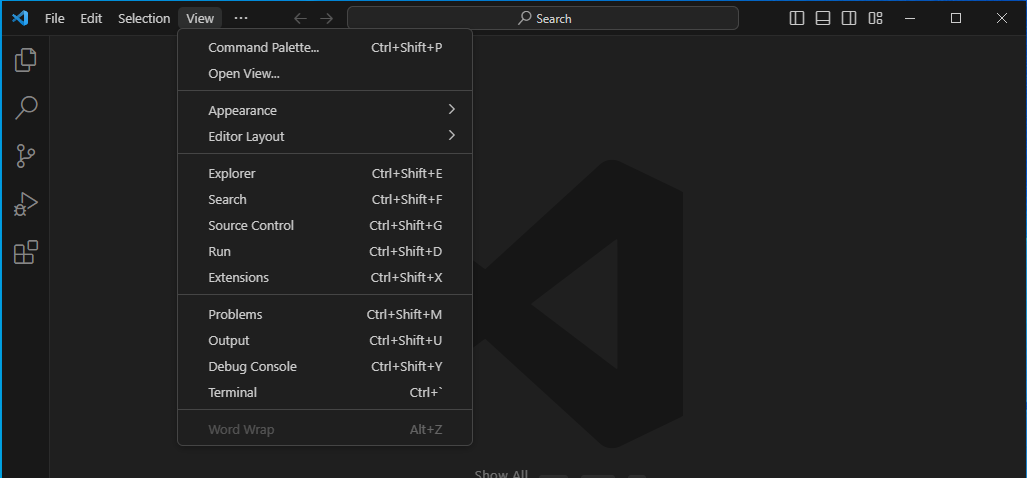 File Edit Selection View ··· Search
Command Palette... Ctrl+Shift+P
Open View...
Appearance
Editor Layout
Explorer Ctrl+Shift+E
Search Ctrl+Shift+F
Source Control Ctrl+Shift+G
Run Ctrl+Shift+D
Extensions Ctrl+Shift+X
Problems Ctrl+Shift+M
Output Ctrl+Shift+U
Debug Console Ctrl+Shift+Y
Terminal Ctrl+`
Word Wrap Alt+Z
Show All